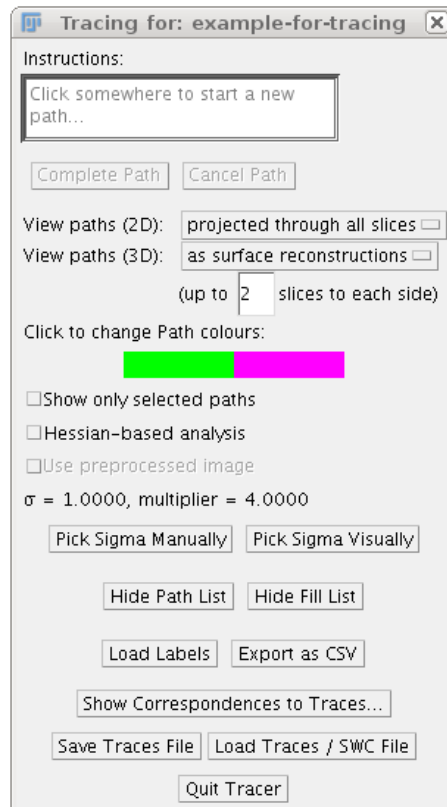 Tracing for: example-for-tracing
Instructions:
Click somewhere to start a new
path...
Complete Path Cancel Path
View paths (2D): projected through all slices
View paths (3D): as surface reconstructions
(up to 2 slices to each side)
Click to change Path colours:
Show only selected paths
Hessian-based analysis
Use preprocessed image
σ = 1.0000, multiplier = 4.0000
Pick Sigma Manually Pick Sigma Visually
Hide Path List Hide Fill List
Load Labels Export as CSV
Show Correspondences to Traces...
Save Traces File Load Traces / SWC File
Quit Tracer